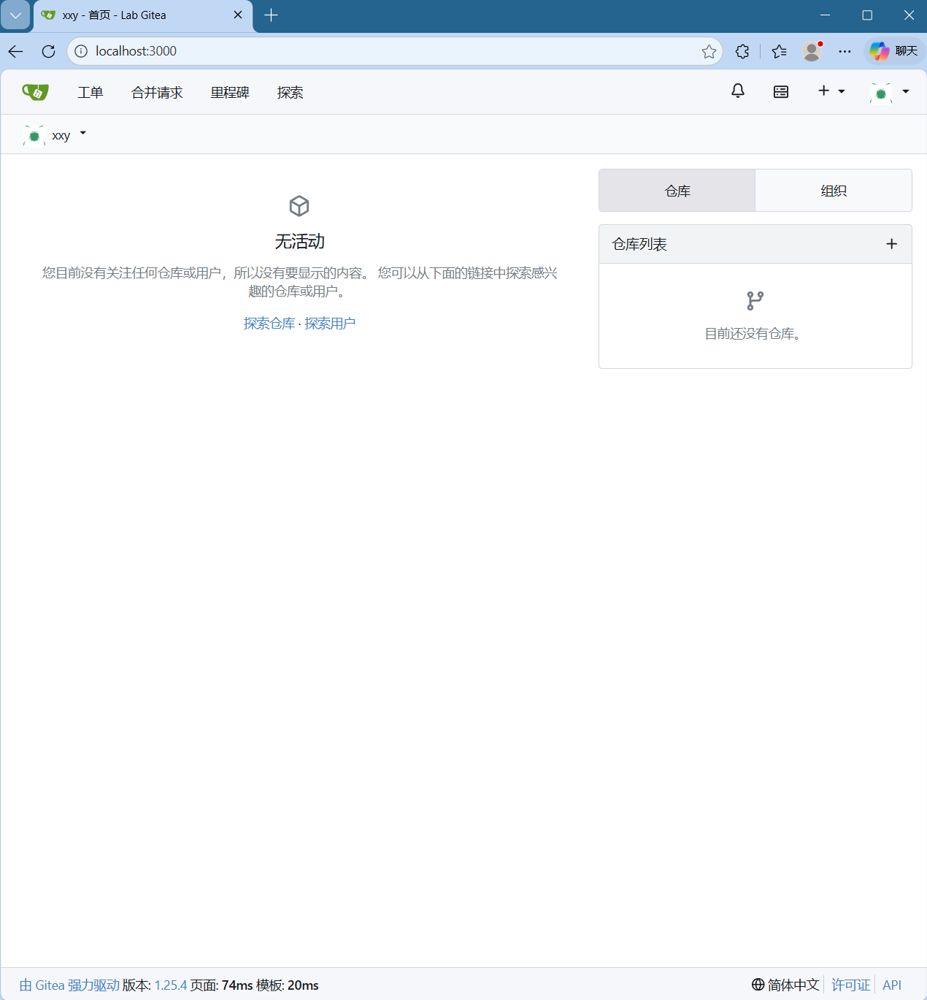 xxy - 首页 - Lab Gitea
localhost:3000
聊天
工单 合并请求 里程碑 探索
xxy
仓库 组织
仓库列表
目前还没有仓库。
无活动
您目前没有关注任何仓库或用户，所以没有要显示的内容。 您可以从下面的链接中探索感兴
趣的仓库或用户。
探索仓库 · 探索用户
由 Gitea 强力驱动 版本: 1.25.4 页面: 74ms 模板: 20ms
简体中文 许可证 API